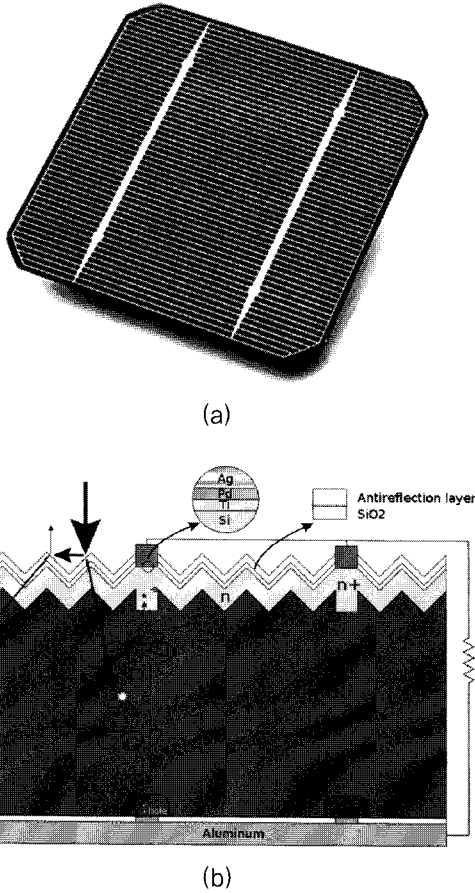 (a)
Ag
Pd
Ti
Si
Antireflection layer
SiO2
n
n+
Aluminum
(b)